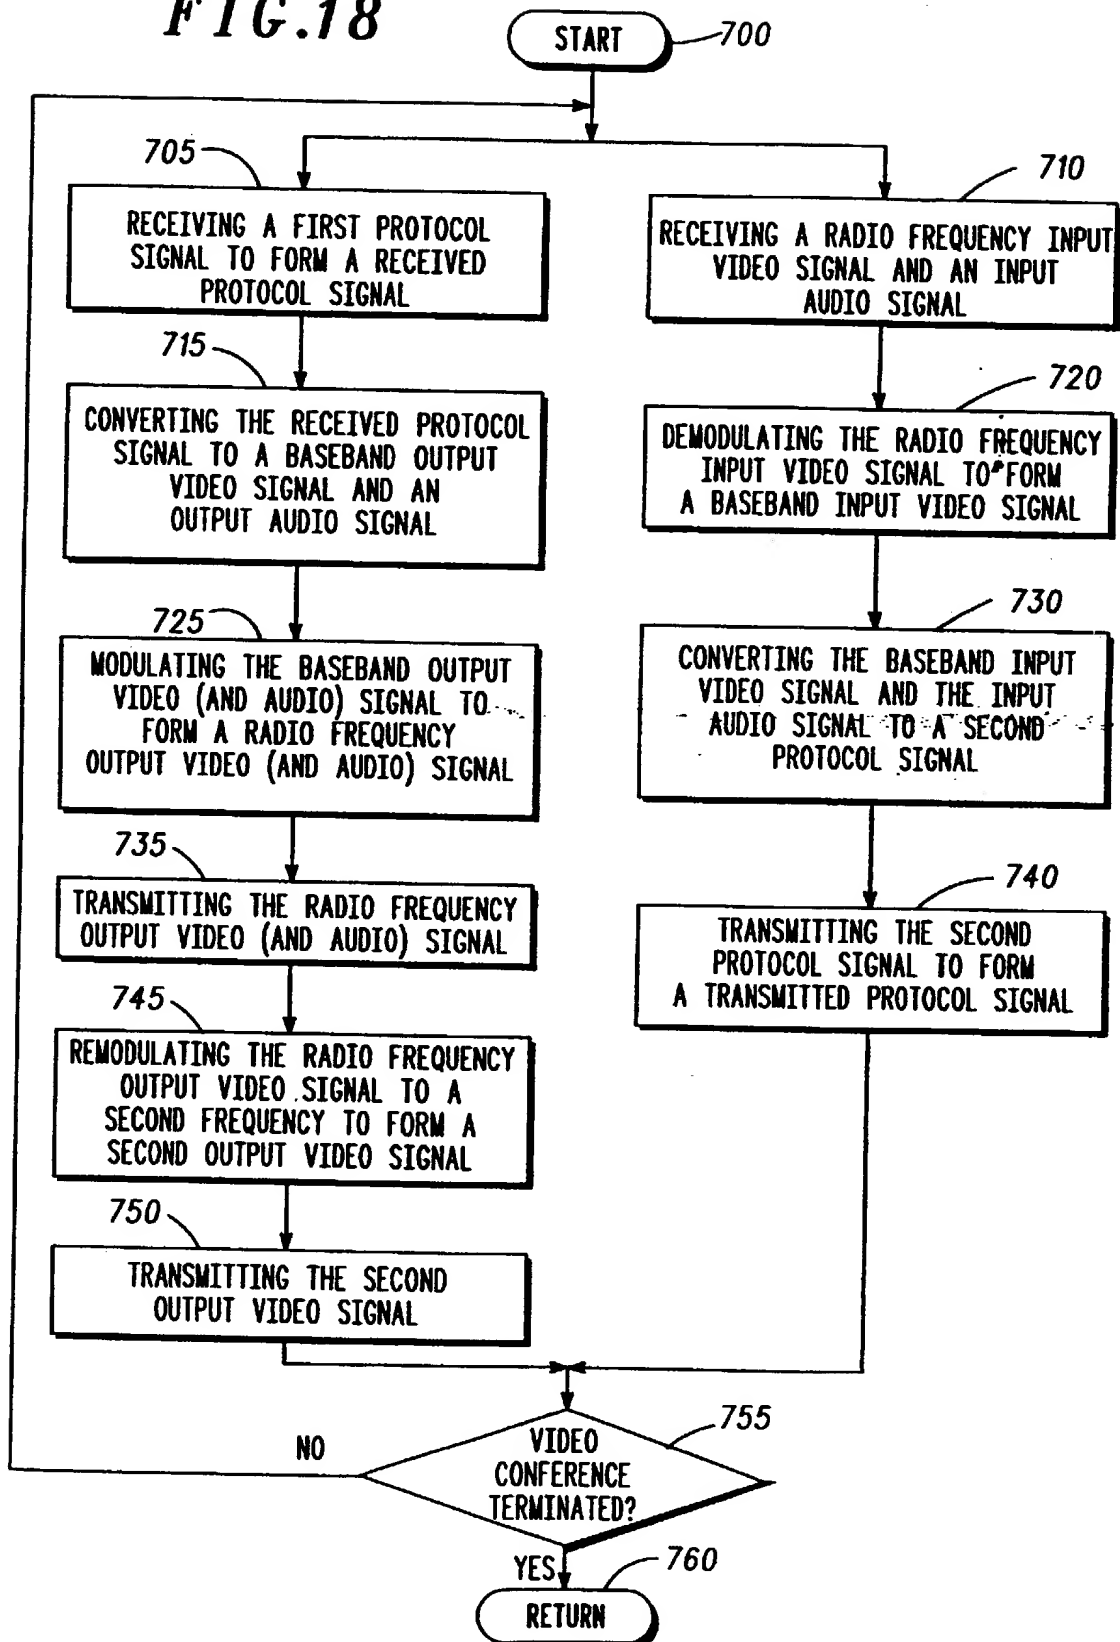 FIG.18
START
700
705
RECEIVING A FIRST PROTOCOL
SIGNAL TO FORM A RECEIVED
PROTOCOL SIGNAL
710
RECEIVING A RADIO FREQUENCY INPUT
VIDEO SIGNAL AND AN INPUT
AUDIO SIGNAL
715
CONVERTING THE RECEIVED PROTOCOL
SIGNAL TO A BASEBAND OUTPUT
VIDEO SIGNAL AND AN
OUTPUT AUDIO SIGNAL
720
DEMODULATING THE RADIO FREQUENCY
INPUT VIDEO SIGNAL TO FORM
A BASEBAND INPUT VIDEO SIGNAL
725
MODULATING THE BASEBAND OUTPUT
VIDEO (AND AUDIO) SIGNAL TO
FORM A RADIO FREQUENCY
OUTPUT VIDEO (AND AUDIO) SIGNAL
730
CONVERTING THE BASEBAND INPUT
VIDEO SIGNAL AND THE INPUT
AUDIO SIGNAL TO A SECOND
PROTOCOL SIGNAL
735
TRANSMITTING THE RADIO FREQUENCY
OUTPUT VIDEO (AND AUDIO) SIGNAL
740
TRANSMITTING THE SECOND
PROTOCOL SIGNAL TO FORM
A TRANSMITTED PROTOCOL SIGNAL
745
REMODULATING THE RADIO FREQUENCY
OUTPUT VIDEO SIGNAL TO A
SECOND FREQUENCY TO FORM A
SECOND OUTPUT VIDEO SIGNAL
750
TRANSMITTING THE SECOND
OUTPUT VIDEO SIGNAL
755
VIDEO
CONFERENCE
TERMINATED?
NO
YES
760
RETURN